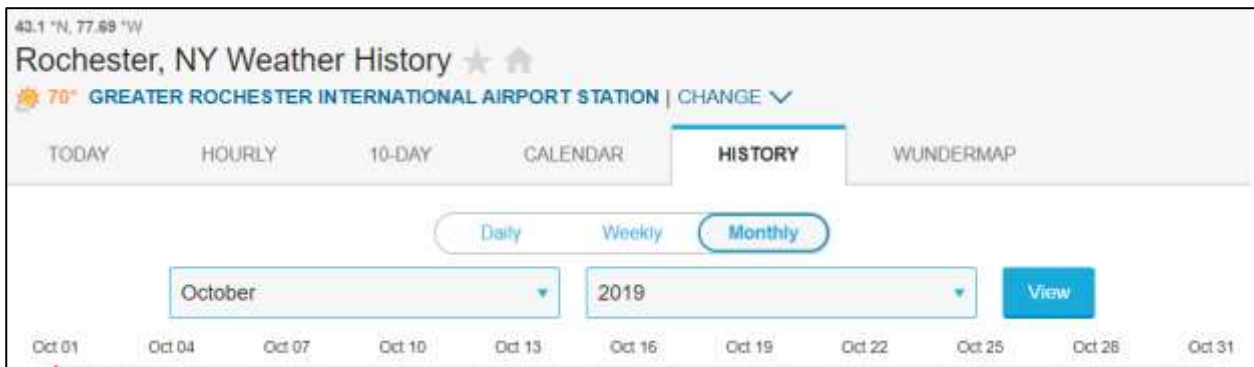 43.1 °N, 77.69 °W
Rochester, NY Weather History
70° GREATER ROCHESTER INTERNATIONAL AIRPORT STATION | CHANGE
TODAY HOURLY 10-DAY CALENDAR HISTORY WUNDERMAP
Daily Weekly Monthly
October 2019 View
Oct 01 Oct 04 Oct 07 Oct 10 Oct 13 Oct 16 Oct 19 Oct 22 Oct 25 Oct 28 Oct 31